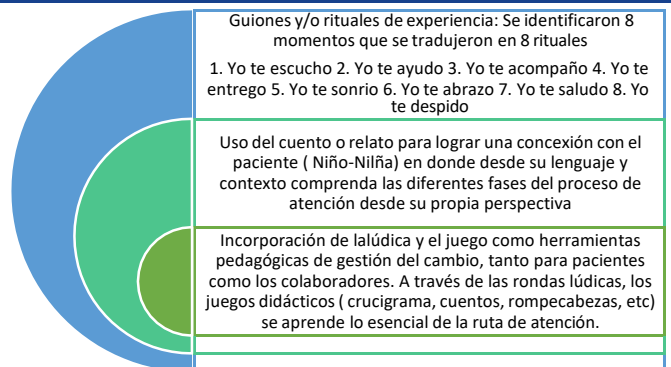 Guiones y/o rituales de experiencia: Se identificaron 8
momentos que se tradujeron en 8 rituales
1. Yo te escucho 2. Yo te ayudo 3. Yo te acompaño 4. Yo te
entrego 5. Yo te sonrio 6. Yo te abrazo 7. Yo te saludo 8. Yo
te despido
Uso del cuento o relato para lograr una concexión con el
paciente ( Niño-Nilña) en donde desde su lenguaje y
contexto comprenda las diferentes fases del proceso de
atención desde su propia perspectiva
Incorporación de lalúdica y el juego como herramientas
pedagógicas de gestión del cambio, tanto para pacientes
como los colaboradores. A través de las rondas lúdicas, los
juegos didácticos ( crucigrama, cuentos, rompecabezas, etc)
se aprende lo esencial de la ruta de atención.